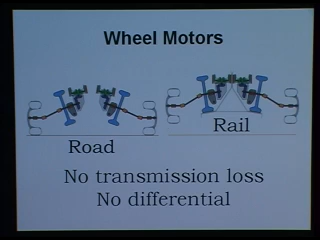 Wheel Motors
Rail
Road
No transmission loss
No differential